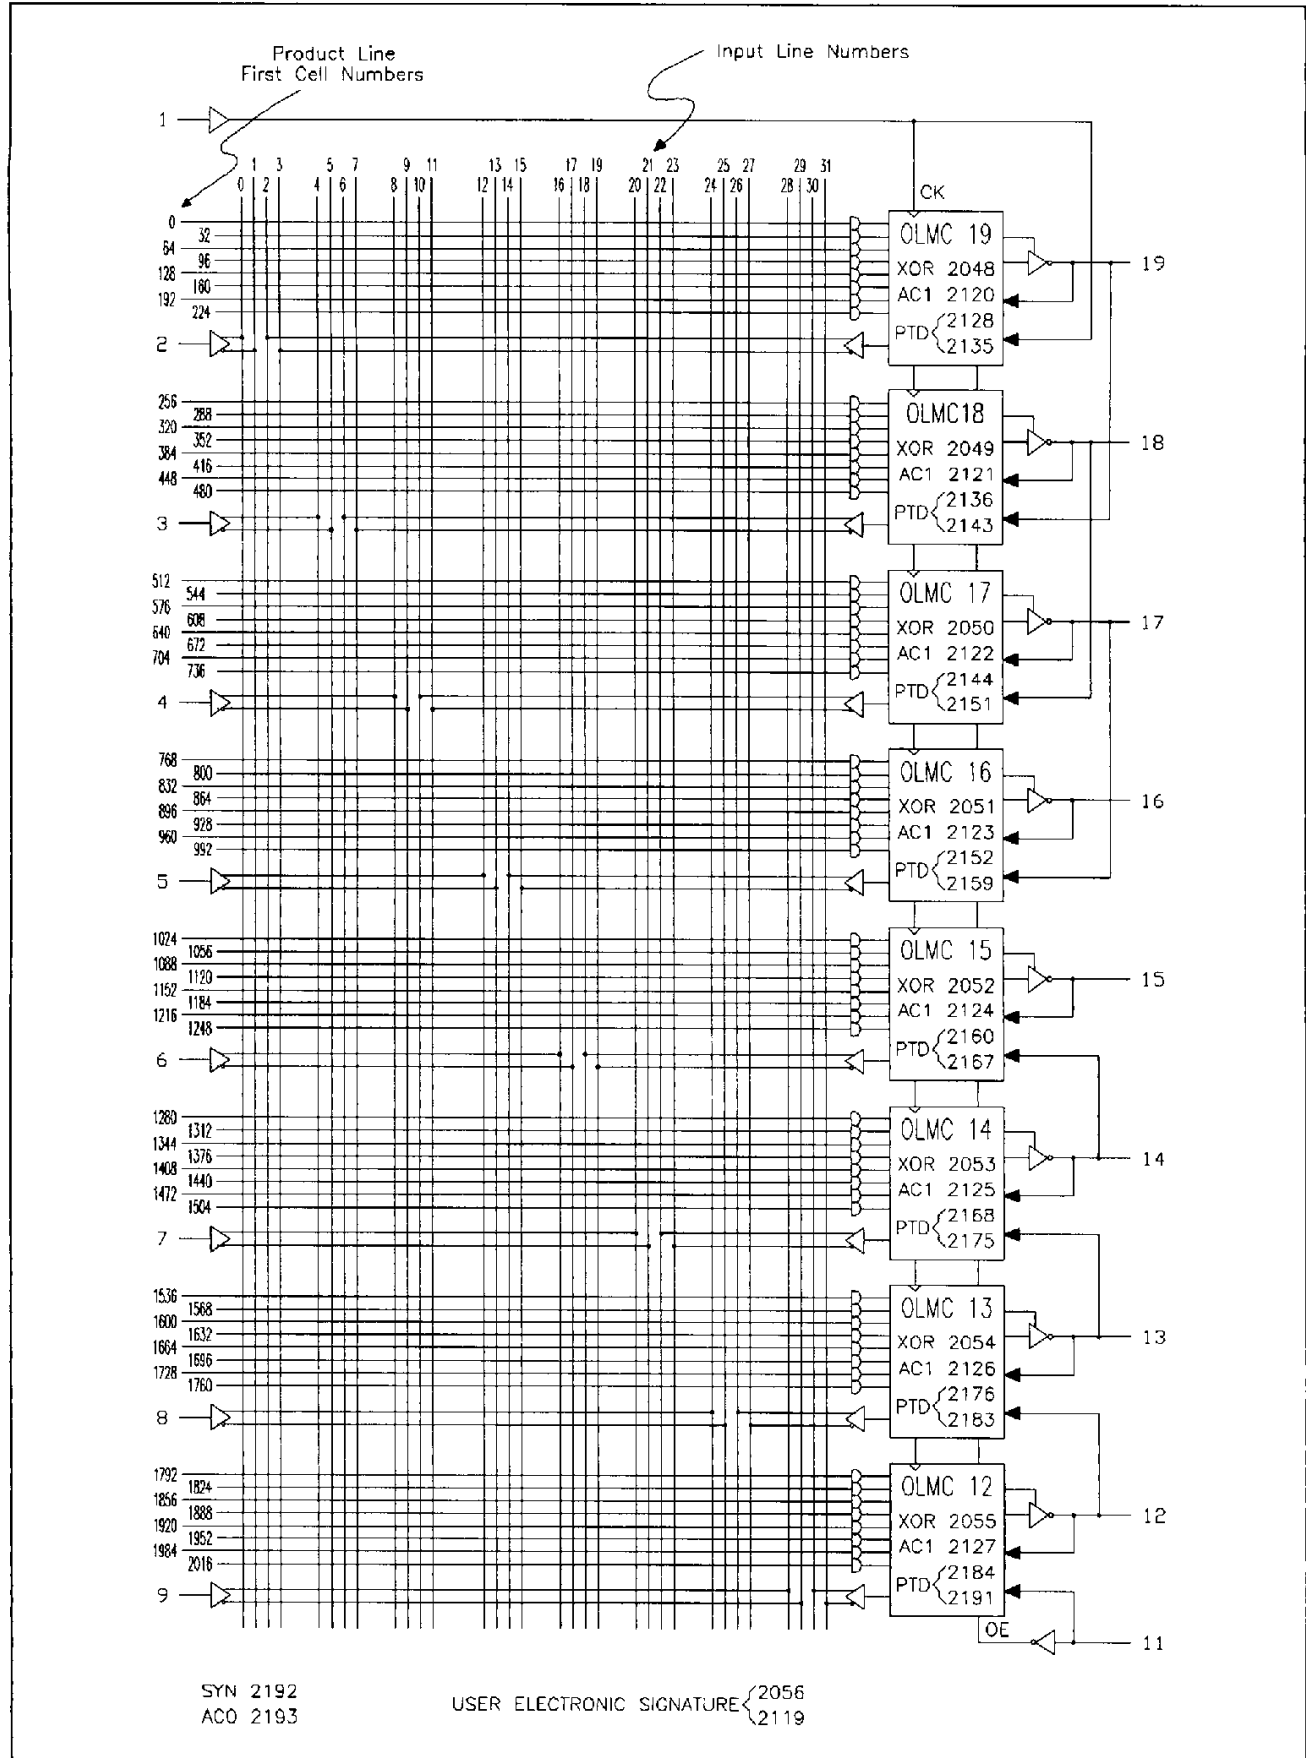 Product Line
First Cell Numbers
Input Line Numbers
1
1 3 5 7 9 11 13 15 17 19 21 23 25 27 29 31
0 2 4 6 8 10 12 14 16 18 20 22 24 26 28 30
CK
0
32
64
96
128
160
192
224
OLMC 19
XOR 2048
AC1 2120
PTD { 2128
2135
19
2
256
288
320
352
384
416
448
480
OLMC18
XOR 2049
AC1 2121
PTD { 2136
2143
18
3
512
544
576
608
640
672
704
736
OLMC 17
XOR 2050
AC1 2122
PTD { 2144
2151
17
4
768
800
832
864
896
928
960
992
OLMC 16
XOR 2051
AC1 2123
PTD { 2152
2159
16
5
1024
1056
1088
1120
1152
1184
1216
1248
OLMC 15
XOR 2052
AC1 2124
PTD { 2160
2167
15
6
1280
1312
1344
1376
1408
1440
1472
1504
OLMC 14
XOR 2053
AC1 2125
PTD { 2168
2175
14
7
1536
1568
1600
1632
1664
1696
1728
1760
OLMC 13
XOR 2054
AC1 2126
PTD { 2176
2183
13
8
1792
1824
1856
1888
1920
1952
1984
2016
OLMC 12
XOR 2055
AC1 2127
PTD { 2184
2191
12
9
OE
11
SYN 2192
AC0 2193
USER ELECTRONIC SIGNATURE { 2056
2119